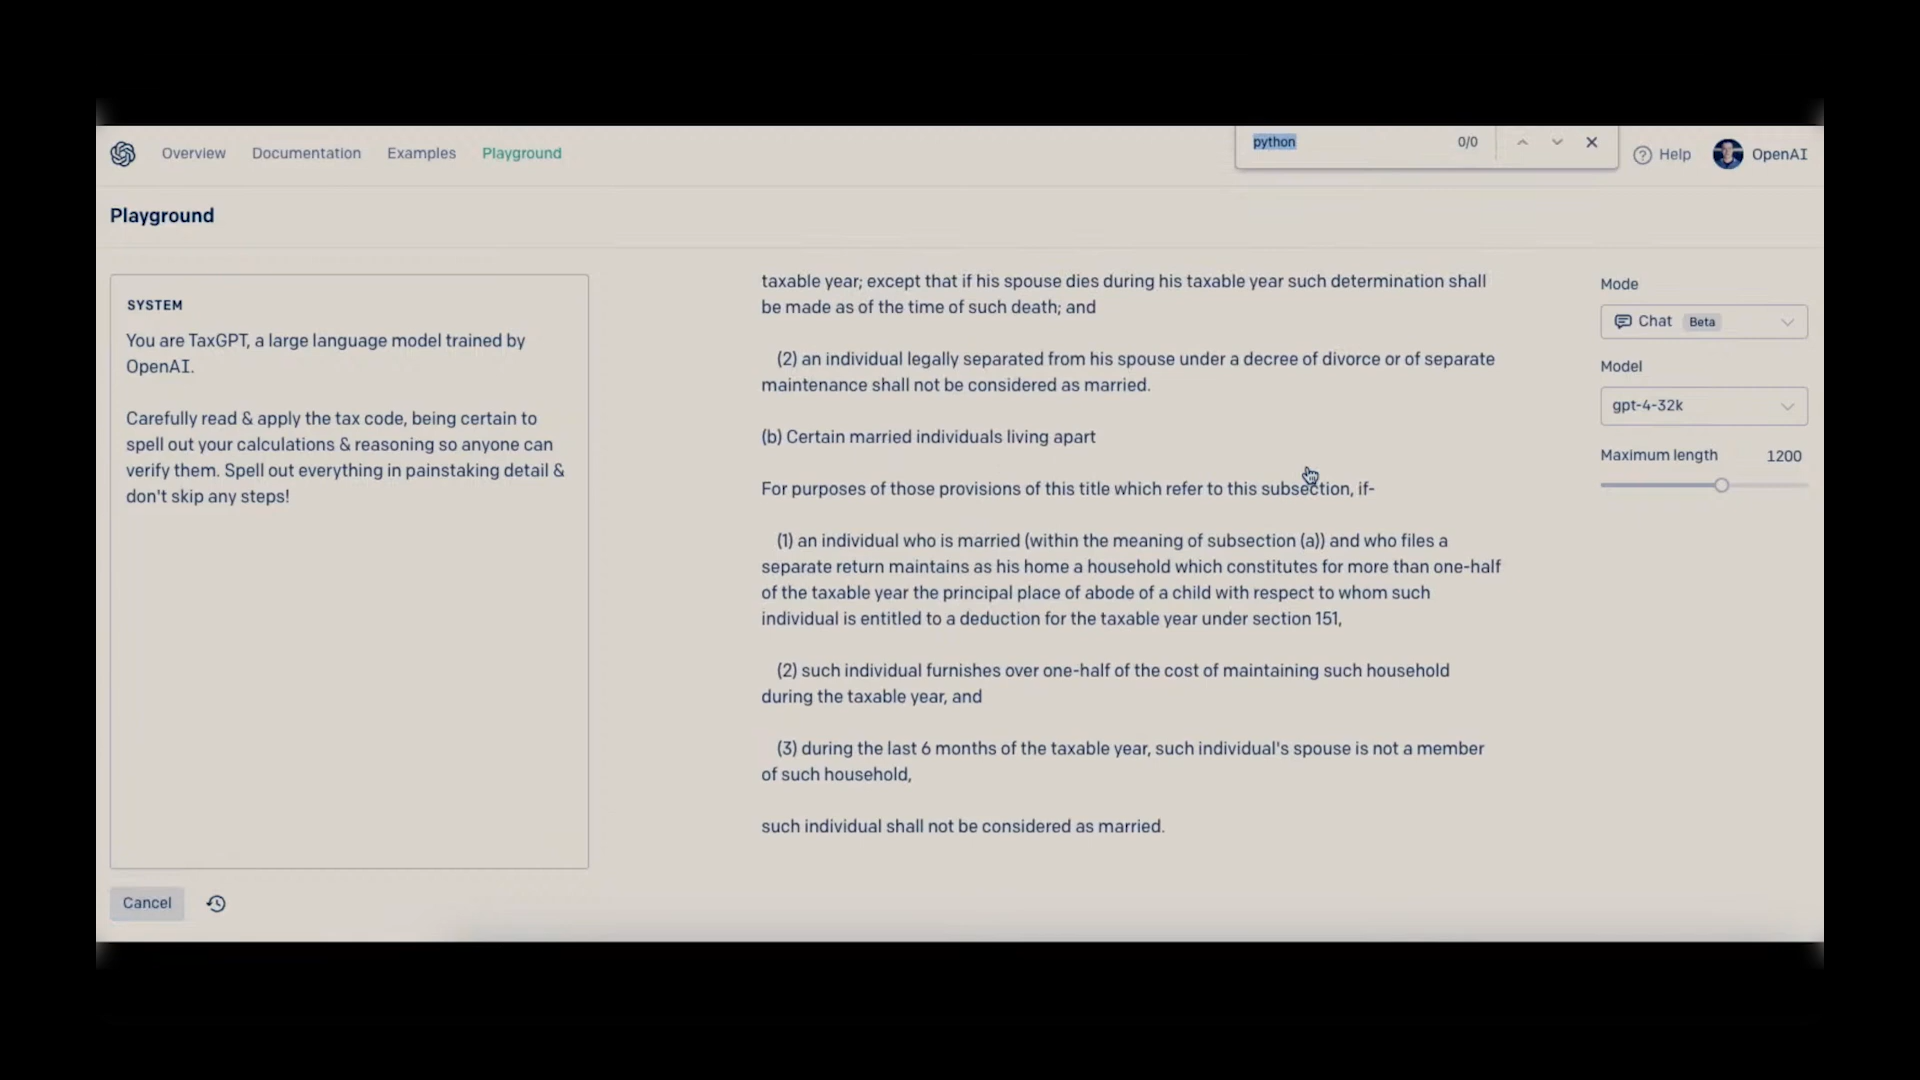 Overview Documentation Examples Playground
python 0/0
Help OpenAI
Playground
SYSTEM
You are TaxGPT, a large language model trained by
OpenAI.
Carefully read & apply the tax code, being certain to
spell out your calculations & reasoning so anyone can
verify them. Spell out everything in painstaking detail &
don't skip any steps!
Cancel
taxable year; except that if his spouse dies during his taxable year such determination shall
be made as of the time of such death; and
(2) an individual legally separated from his spouse under a decree of divorce or of separate
maintenance shall not be considered as married.
(b) Certain married individuals living apart
For purposes of those provisions of this title which refer to this subsection, if-
(1) an individual who is married (within the meaning of subsection (a)) and who files a
separate return maintains as his home a household which constitutes for more than one-half
of the taxable year the principal place of abode of a child with respect to whom such
individual is entitled to a deduction for the taxable year under section 151,
(2) such individual furnishes over one-half of the cost of maintaining such household
during the taxable year, and
(3) during the last 6 months of the taxable year, such individual's spouse is not a member
of such household,
such individual shall not be considered as married.
Mode
Chat Beta
Model
gpt-4-32k
Maximum length 1200